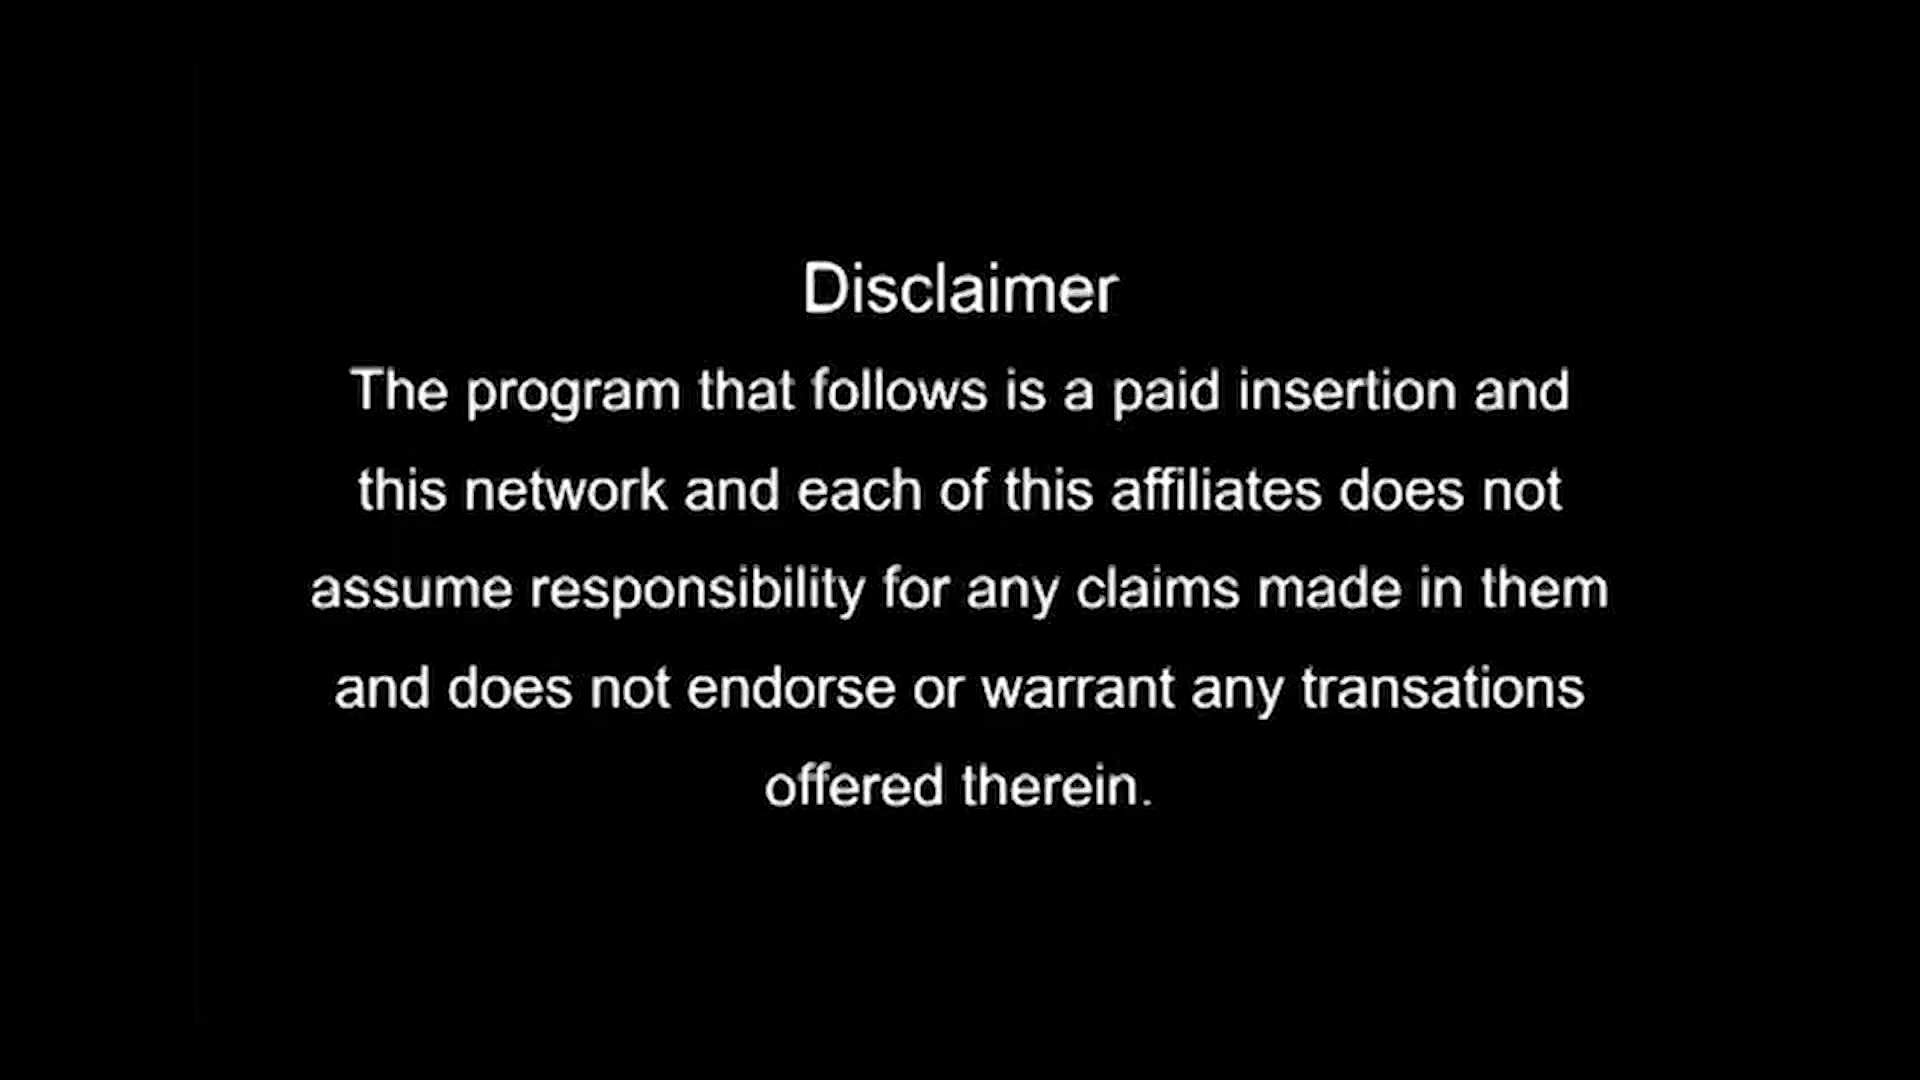 Disclaimer
The program that follows is a paid insertion and
this network and each of this affiliates does not
assume responsibility for any claims made in them
and does not endorse or warrant any transations
offered therein.